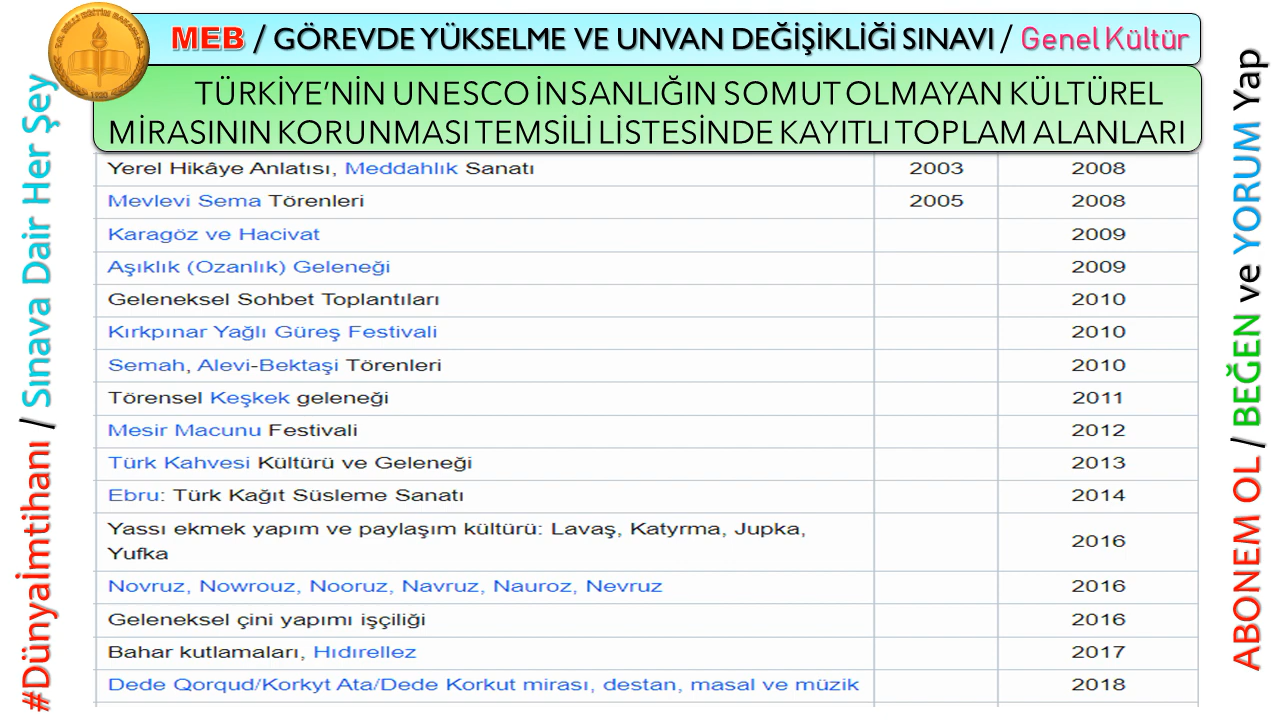 MEB / GÖREVDE YÜKSELME VE UNVAN DEĞİŞİKLİĞİ SINAVI / Genel Kültür
TÜRKİYE'NİN UNESCO İNSANLIĞIN SOMUT OLMAYAN KÜLTÜREL
MİRASININ KORUNMASI TEMSİLİ LİSTESİNDE KAYITLI TOPLAM ALANLARI
Yerel Hikâye Anlatısı, Meddahlık Sanatı 2003 2008
Mevlevi Sema Törenleri 2005 2008
Karagöz ve Hacivat 2009
Aşıklık (Ozanlık) Geleneği 2009
Geleneksel Sohbet Toplantıları 2010
Kırkpınar Yağlı Güreş Festivali 2010
Semah, Alevi-Bektaşi Törenleri 2010
Törensel Keşkek geleneği 2011
Mesir Macunu Festivali 2012
Türk Kahvesi Kültürü ve Geleneği 2013
Ebru: Türk Kağıt Süsleme Sanatı 2014
Yassı ekmek yapım ve paylaşım kültürü: Lavaş, Katyrma, Jupka,
Yufka 2016
Novruz, Nowrouz, Nooruz, Navruz, Nauroz, Nevruz 2016
Geleneksel çini yapımı işçiliği 2016
Bahar kutlamaları, Hıdırellez 2017
Dede Qorqud/Korkyt Ata/Dede Korkut mirası, destan, masal ve müzik 2018
#Dünyaİmtihanı / Sınava Dair Her Şey
ABONEM OL / BEĞEN ve YORUM Yap